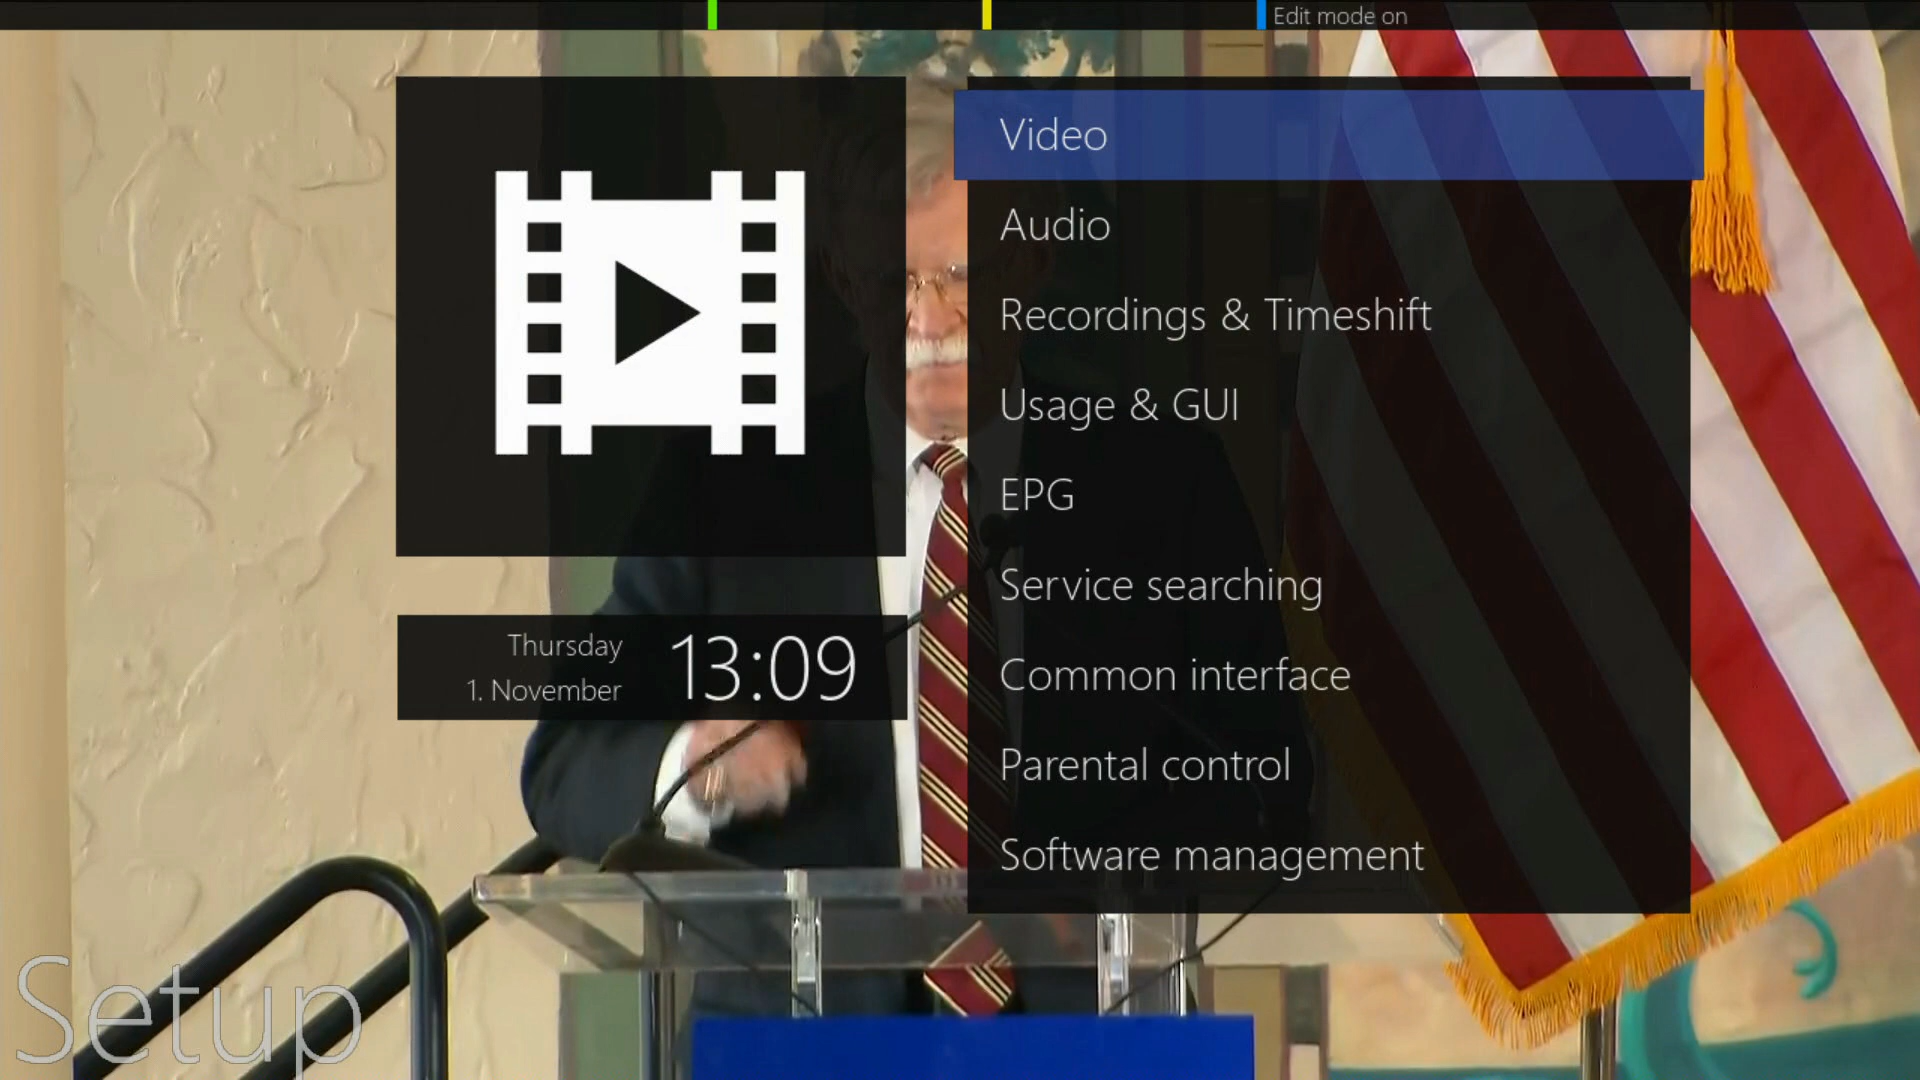 Edit mode on
Video
Audio
Recordings & Timeshift
Usage & GUI
EPG
Service searching
Common interface
Parental control
Software management
Thursday
1. November
13:09
Setup